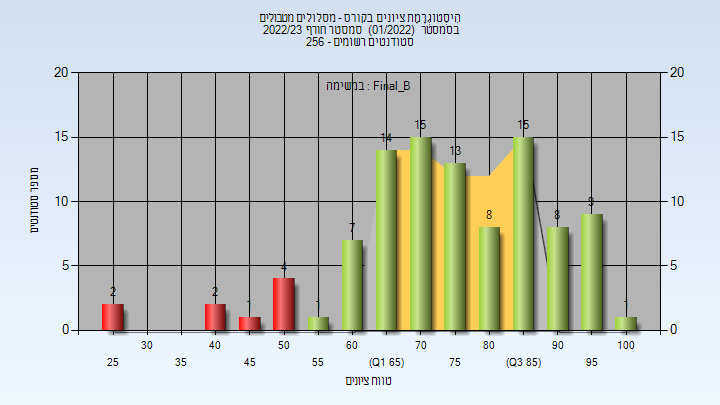 היסטוגרמת ציונים בקורס - מסלולים מטבולים
בסמסטר (01/2022) סמסטר חורף 2022/23
סטודנטים רשומים - 256
במשימה : Final_B
20 20
15 15
10 10
5 5
0 0
מספר סטודנטים
2 2 1 4 1 7 14 15 13 8 15 8 9 1
30 40 50 60 70 80 90 100
25 35 45 55 (Q1 65) 75 (Q3 85) 95
טווח ציונים